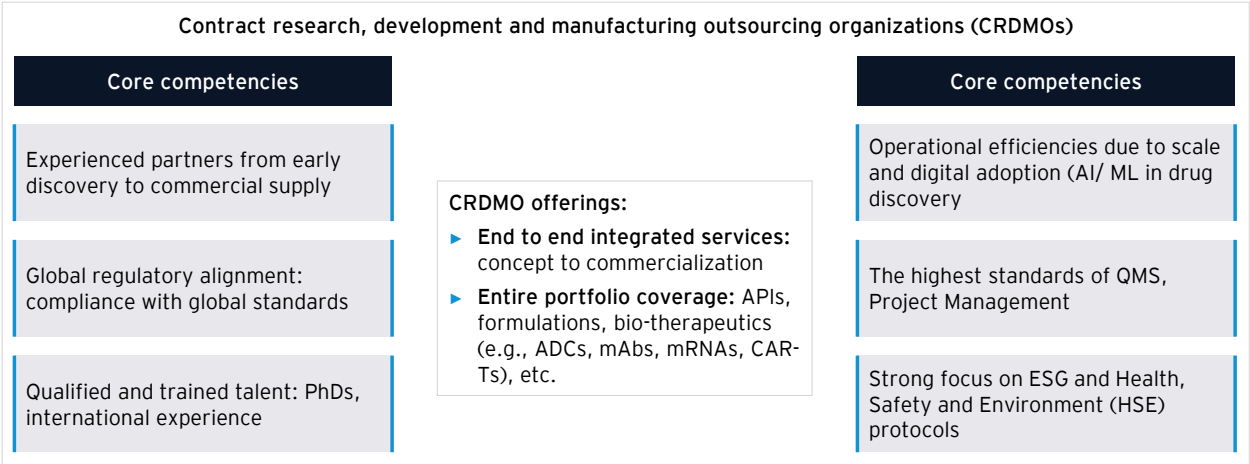 Contract research, development and manufacturing outsourcing organizations (CRDMOs)
Core competencies
Experienced partners from early
discovery to commercial supply
Global regulatory alignment:
compliance with global standards
Qualified and trained talent: PhDs,
international experience
CRDMO offerings:
► End to end integrated services:
concept to commercialization
► Entire portfolio coverage: APIs,
formulations, bio-therapeutics
(e.g., ADCs, mAbs, mRNAs, CAR-
Ts), etc.
Core competencies
Operational efficiencies due to scale
and digital adoption (AI/ ML in drug
discovery
The highest standards of QMS,
Project Management
Strong focus on ESG and Health,
Safety and Environment (HSE)
protocols